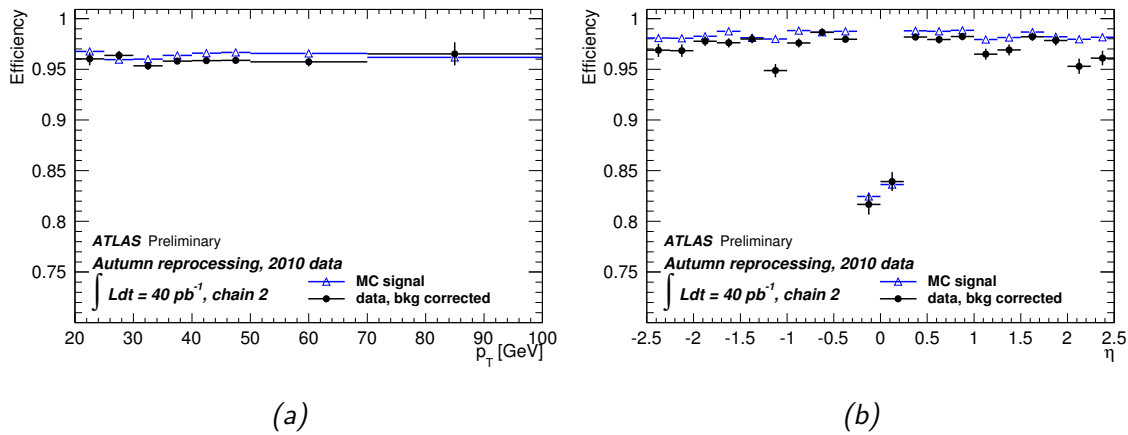 Efficiency
1
0.95
0.9
0.85
0.8
0.75
ATLAS Preliminary
Autumn reprocessing, 2010 data
∫ Ldt = 40 pb⁻¹, chain 2
MC signal
data, bkg corrected
20 30 40 50 60 70 80 90 100
p_T [GeV]
(a)
Efficiency
1
0.95
0.9
0.85
0.8
0.75
ATLAS Preliminary
Autumn reprocessing, 2010 data
∫ Ldt = 40 pb⁻¹, chain 2
MC signal
data, bkg corrected
-2.5 -2 -1.5 -1 -0.5 0 0.5 1 1.5 2 2.5
η
(b)